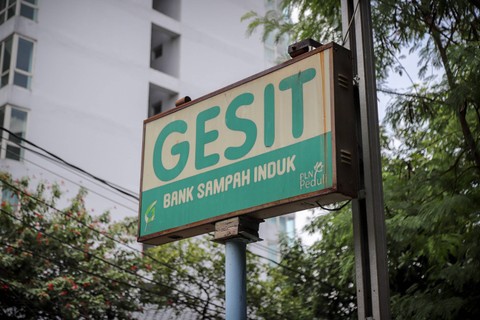 GESIT
BANK SAMPAH INDUK
PLN
Peduli